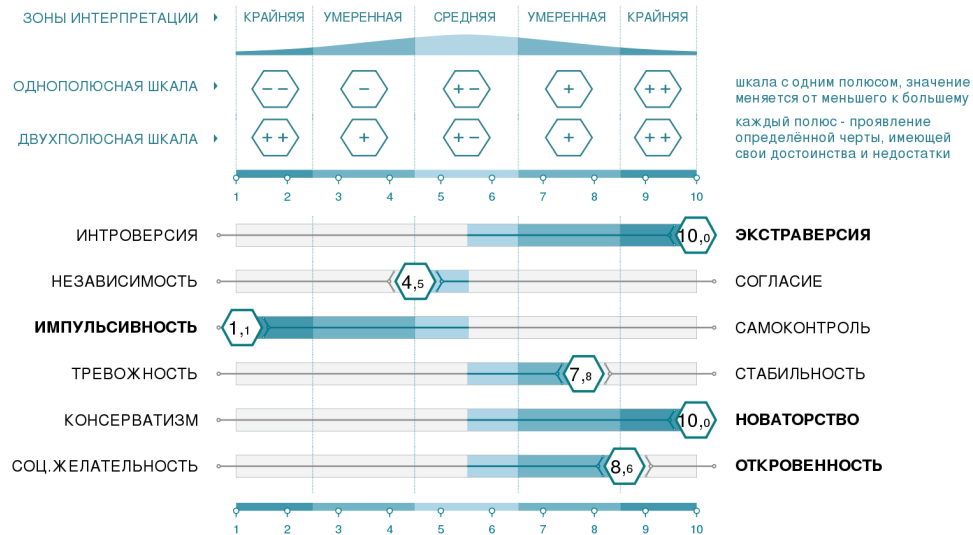 ЗОНЫ ИНТЕРПРЕТАЦИИ КРАЙНЯЯ УМЕРЕННАЯ СРЕДНЯЯ УМЕРЕННАЯ КРАЙНЯЯ
ОДНОПОЛЮСНАЯ ШКАЛА – – – + – + + +
шкала с одним полюсом, значение
меняется от меньшего к большему
ДВУХПОЛЮСНАЯ ШКАЛА + + + + – + + +
каждый полюс - проявление
определённой черты, имеющей
свои достоинства и недостатки
1 2 3 4 5 6 7 8 9 10
ИНТРОВЕРСИЯ 10,0 ЭКСТРАВЕРСИЯ
НЕЗАВИСИМОСТЬ 4,5 СОГЛАСИЕ
ИМПУЛЬСИВНОСТЬ 1,1 САМОКОНТРОЛЬ
ТРЕВОЖНОСТЬ 7,8 СТАБИЛЬНОСТЬ
КОНСЕРВАТИЗМ 10,0 НОВАТОРСТВО
СОЦ.ЖЕЛАТЕЛЬНОСТЬ 8,6 ОТКРОВЕННОСТЬ
1 2 3 4 5 6 7 8 9 10